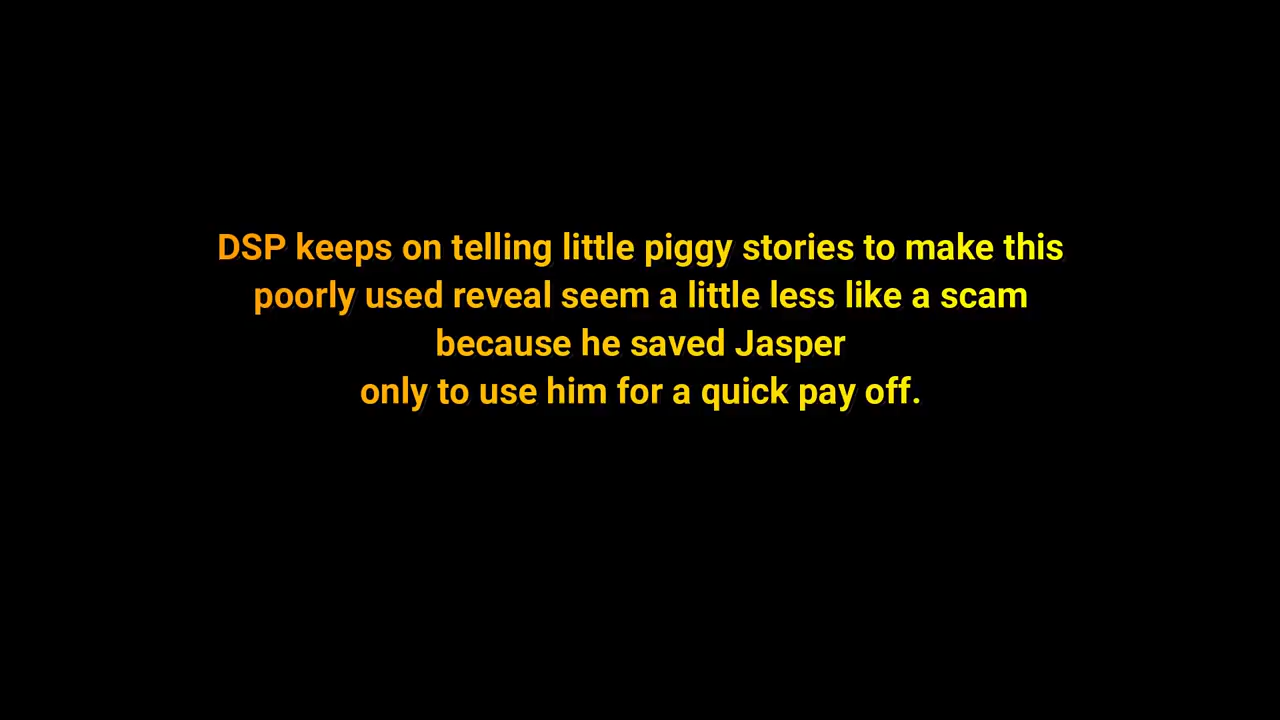 DSP keeps on telling little piggy stories to make this
poorly used reveal seem a little less like a scam
because he saved Jasper
only to use him for a quick pay off.